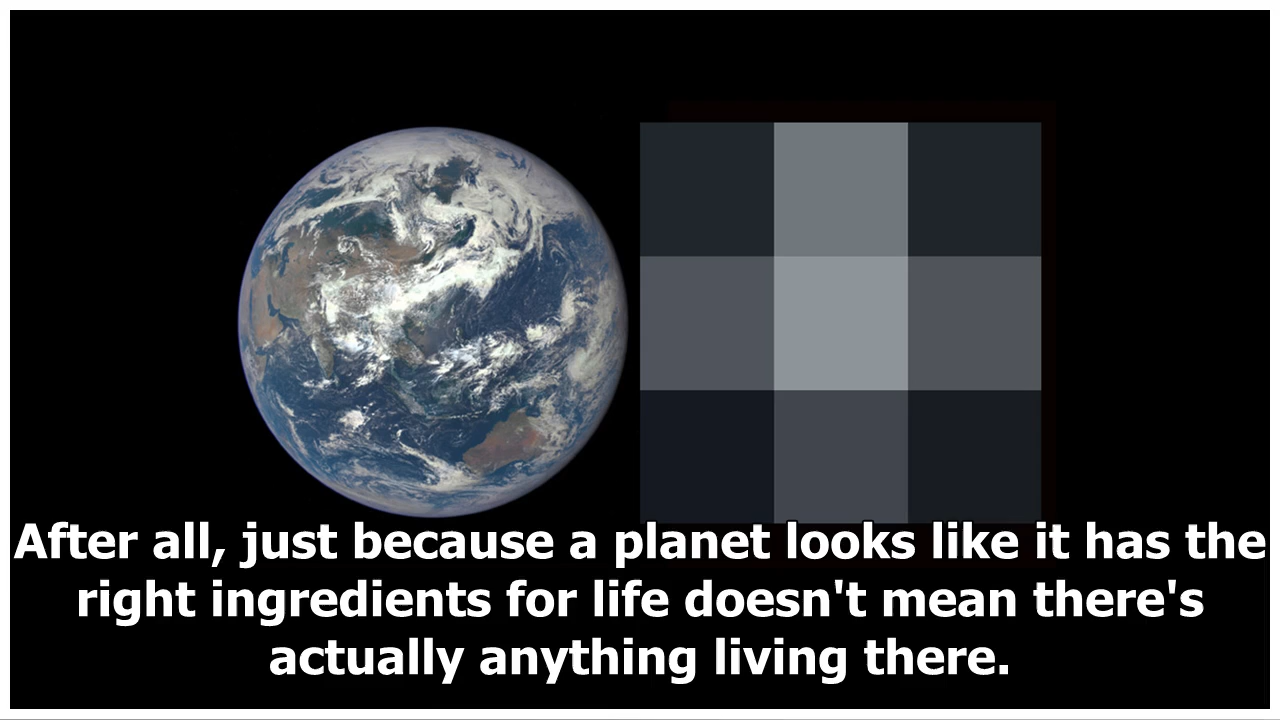 After all, just because a planet looks like it has the
right ingredients for life doesn't mean there's
actually anything living there.